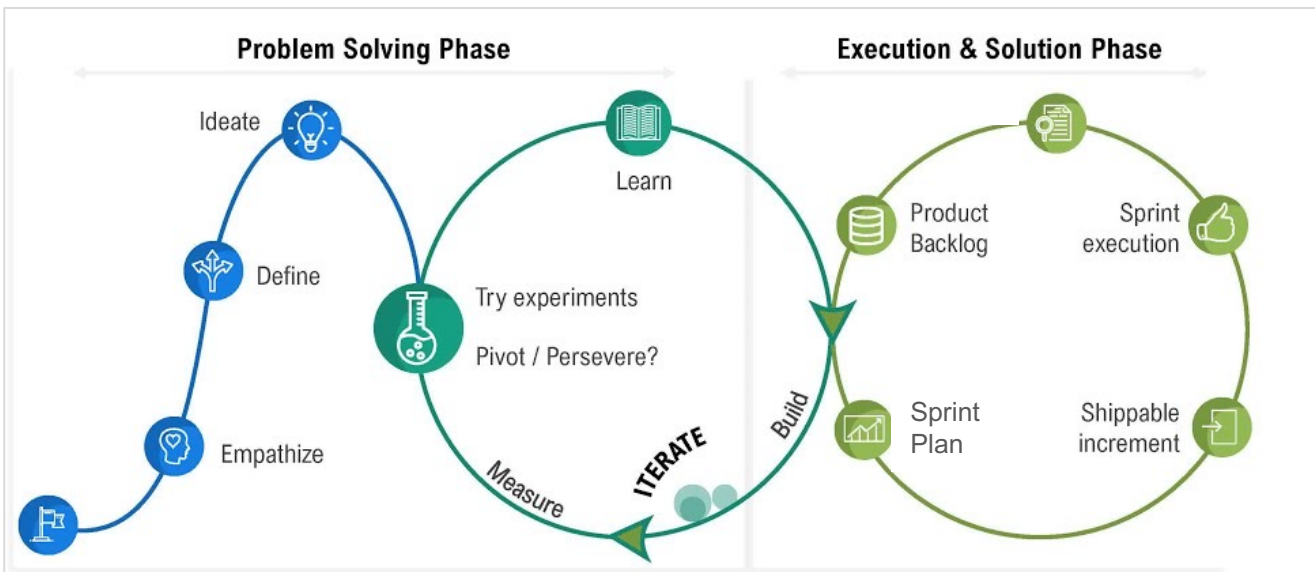 Problem Solving Phase
Execution & Solution Phase
Ideate
Learn
Product
Backlog
Sprint
execution
Define
Try experiments
Pivot / Persevere?
Empathize
Measure
ITERATE
Build
Sprint
Plan
Shippable
increment